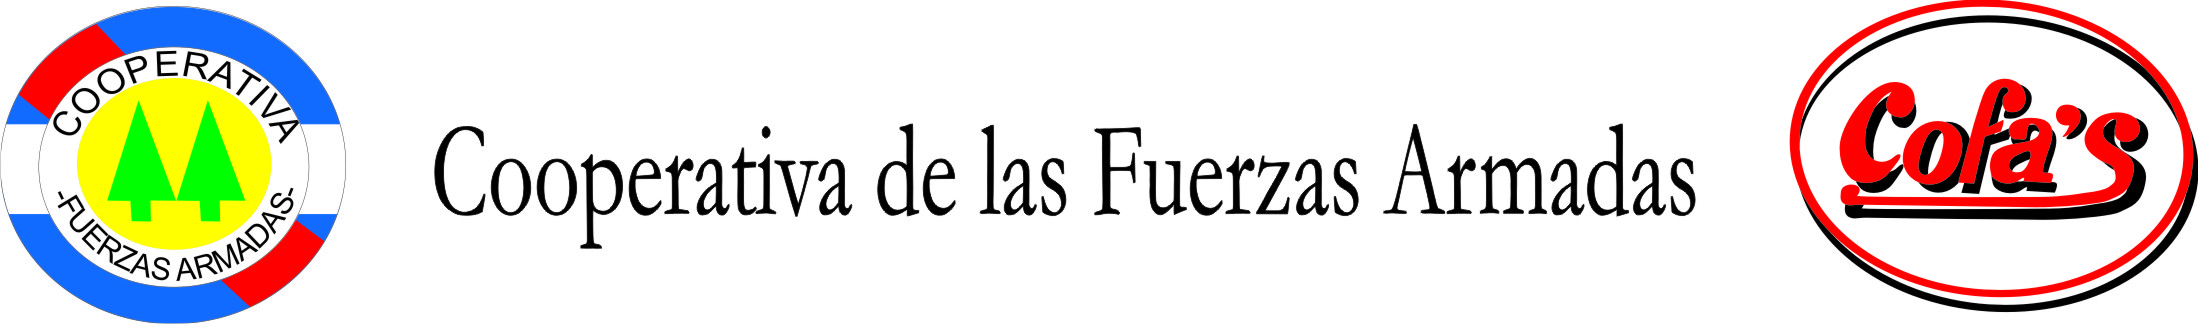 COOPERATIVA
-FUERZAS ARMADAS-
Cooperativa de las Fuerzas Armadas
Cofa's